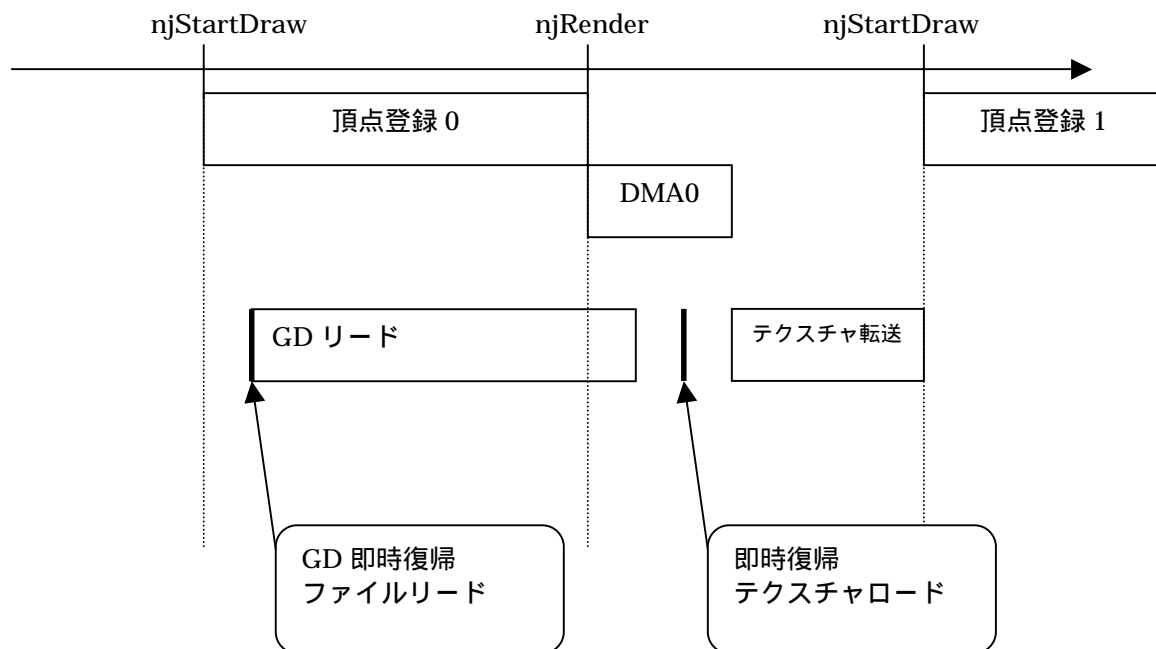 njStartDraw
njRender
njStartDraw
頂点登録 0
頂点登録 1
DMA0
GD リード
テクスチャ転送
GD 即時復帰
ファイルリード
即時復帰
テクスチャロード